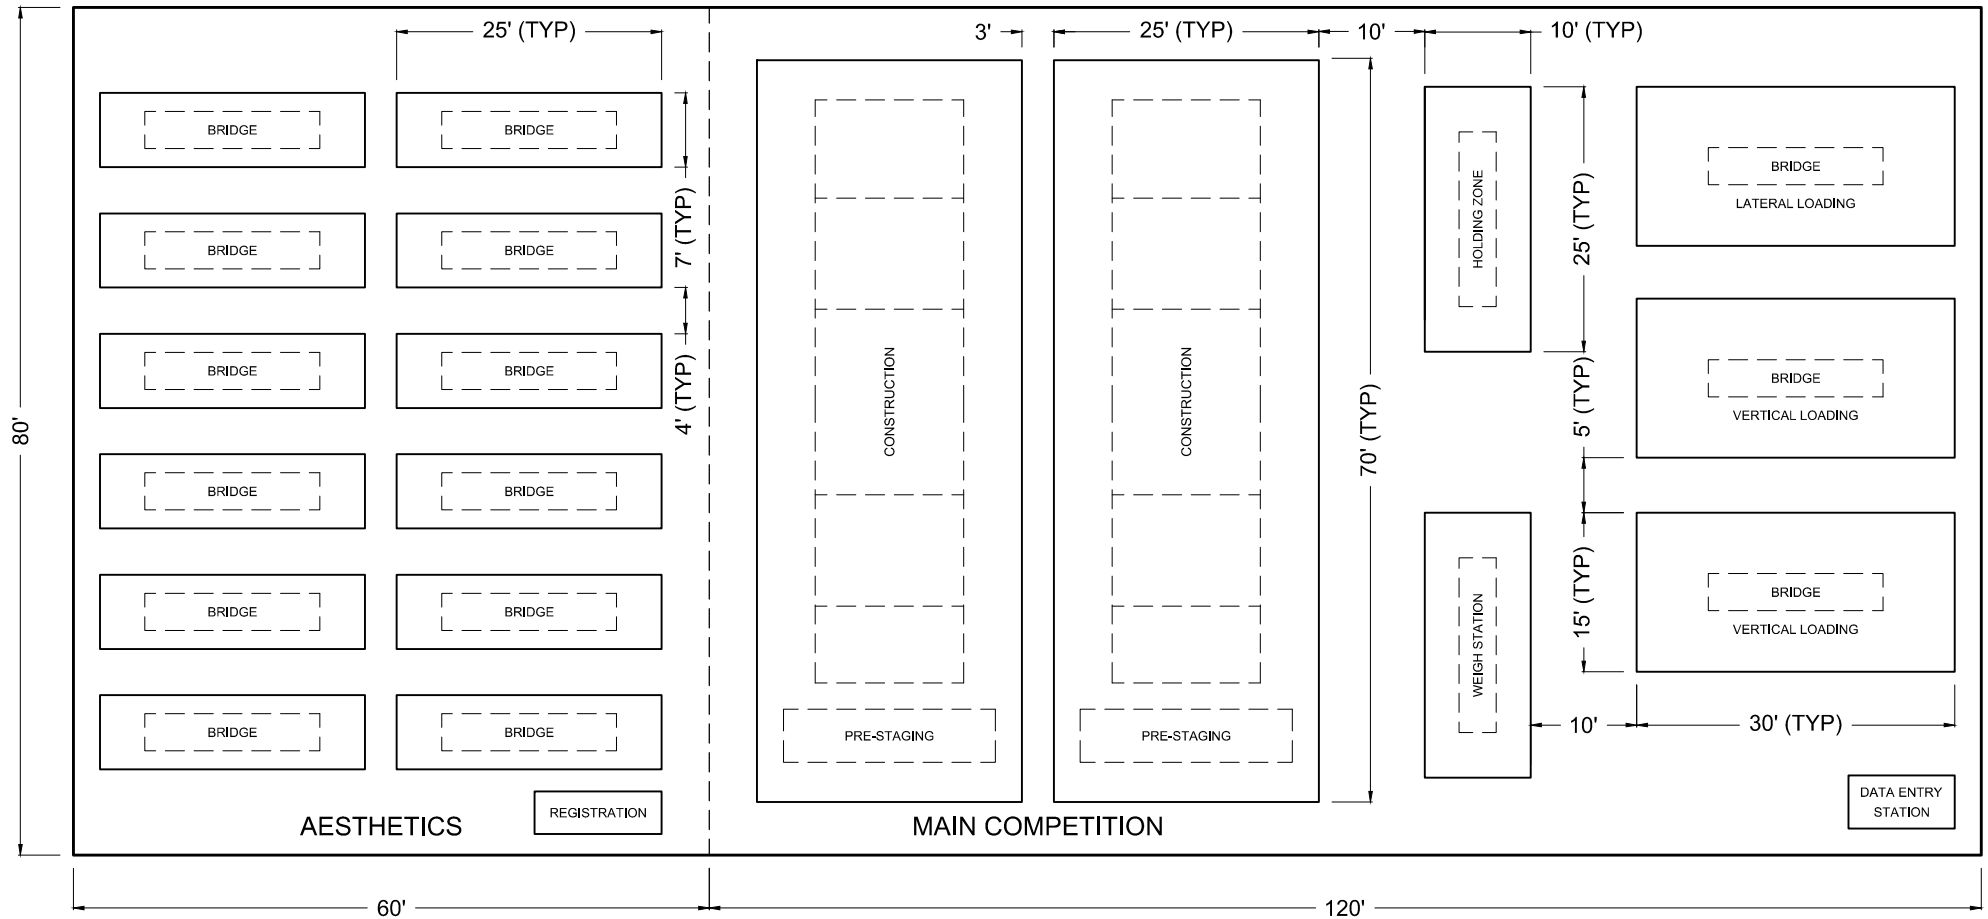 25' (TYP)
3'
25' (TYP)
10'
10' (TYP)
BRIDGE
BRIDGE
7' (TYP)
BRIDGE
BRIDGE
4' (TYP)
BRIDGE
BRIDGE
BRIDGE
BRIDGE
BRIDGE
BRIDGE
BRIDGE
BRIDGE
80'
REGISTRATION
AESTHETICS
60'
CONSTRUCTION
CONSTRUCTION
PRE-STAGING
PRE-STAGING
70' (TYP)
MAIN COMPETITION
HOLDING ZONE
WEIGH STATION
25' (TYP)
5' (TYP)
15' (TYP)
BRIDGE
LATERAL LOADING
BRIDGE
VERTICAL LOADING
BRIDGE
VERTICAL LOADING
10'
30' (TYP)
DATA ENTRY
STATION
120'